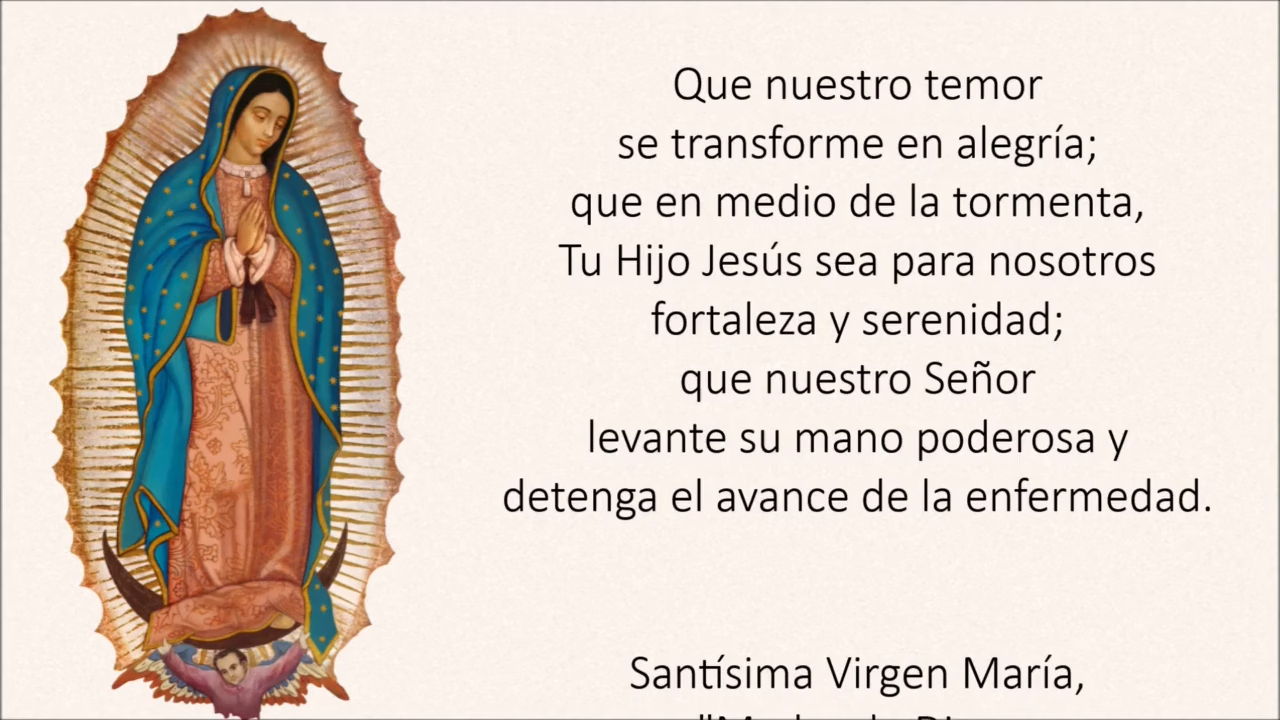 Que nuestro temor
se transforme en alegría;
que en medio de la tormenta,
Tu Hijo Jesús sea para nosotros
fortaleza y serenidad;
que nuestro Señor
levante su mano poderosa y
detenga el avance de la enfermedad.
Santísima Virgen María,